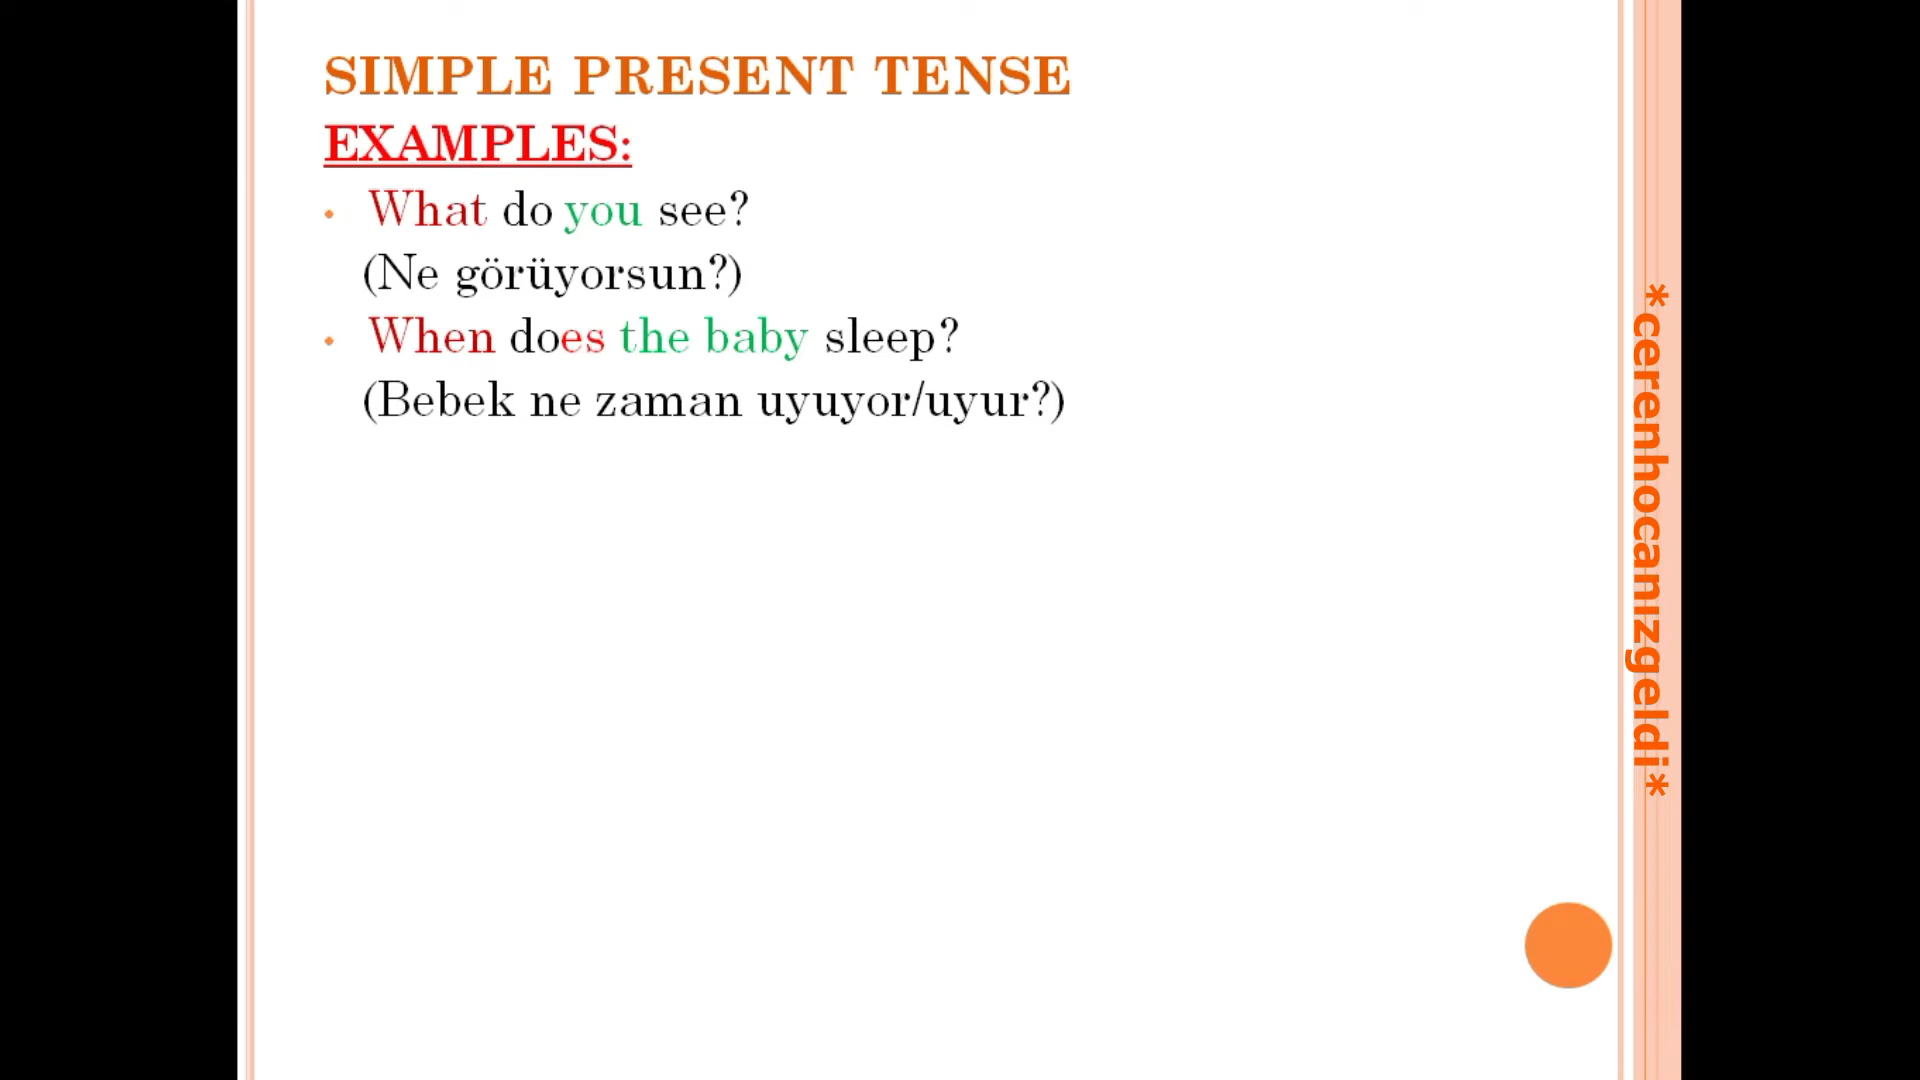 SIMPLE PRESENT TENSE
EXAMPLES:
• What do you see?
(Ne görüyorsun?)
• When does the baby sleep?
(Bebek ne zaman uyuyor/uyur?)
*cerenhocanızgeldi*